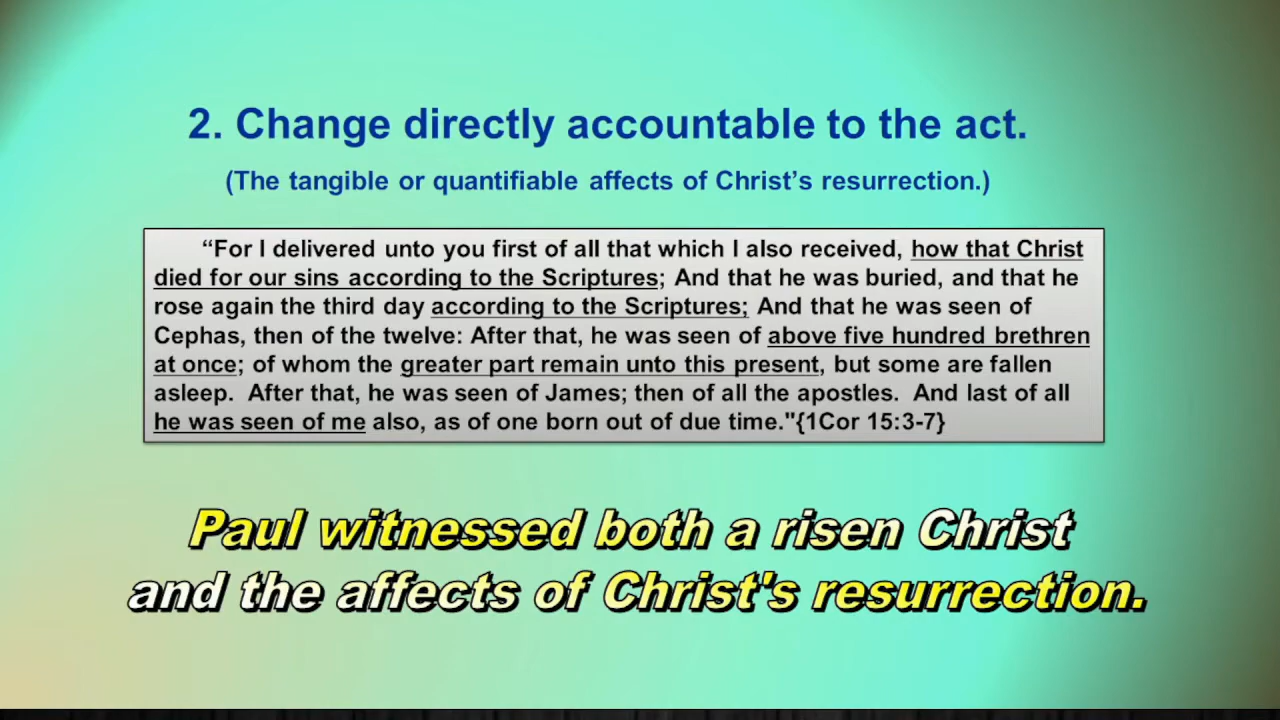 2. Change directly accountable to the act.
(The tangible or quantifiable affects of Christ’s resurrection.)
“For I delivered unto you first of all that which I also received, how that Christ
died for our sins according to the Scriptures; And that he was buried, and that he
rose again the third day according to the Scriptures; And that he was seen of
Cephas, then of the twelve: After that, he was seen of above five hundred brethren
at once; of whom the greater part remain unto this present, but some are fallen
asleep.  After that, he was seen of James; then of all the apostles.  And last of all
he was seen of me also, as of one born out of due time."{1Cor 15:3-7}
Paul witnessed both a risen Christ
and the affects of Christ's resurrection.